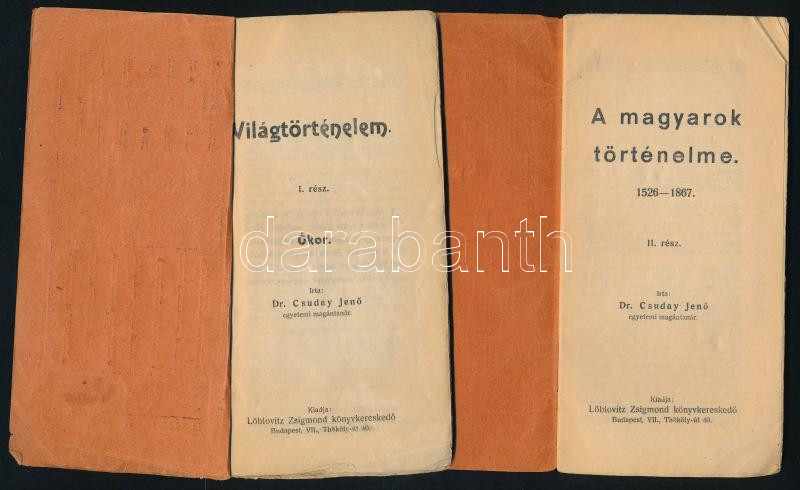 Világtörténelem.
I. rész.
Ókor.
Irta:
Dr. Csuday Jenő
egyetemi magántanár.
Kiadja:
Löblovitz Zsigmond könyvkereskedő
Budapest, VII., Thököly-út 40.
A magyarok
történelme.
1526—1867.
II. rész.
Irta:
Dr. Csuday Jenő
egyetemi magántanár.
Kiadja:
Löblovitz Zsigmond könyvkereskedő
Budapest, VII., Thököly-út 40.
darabanth